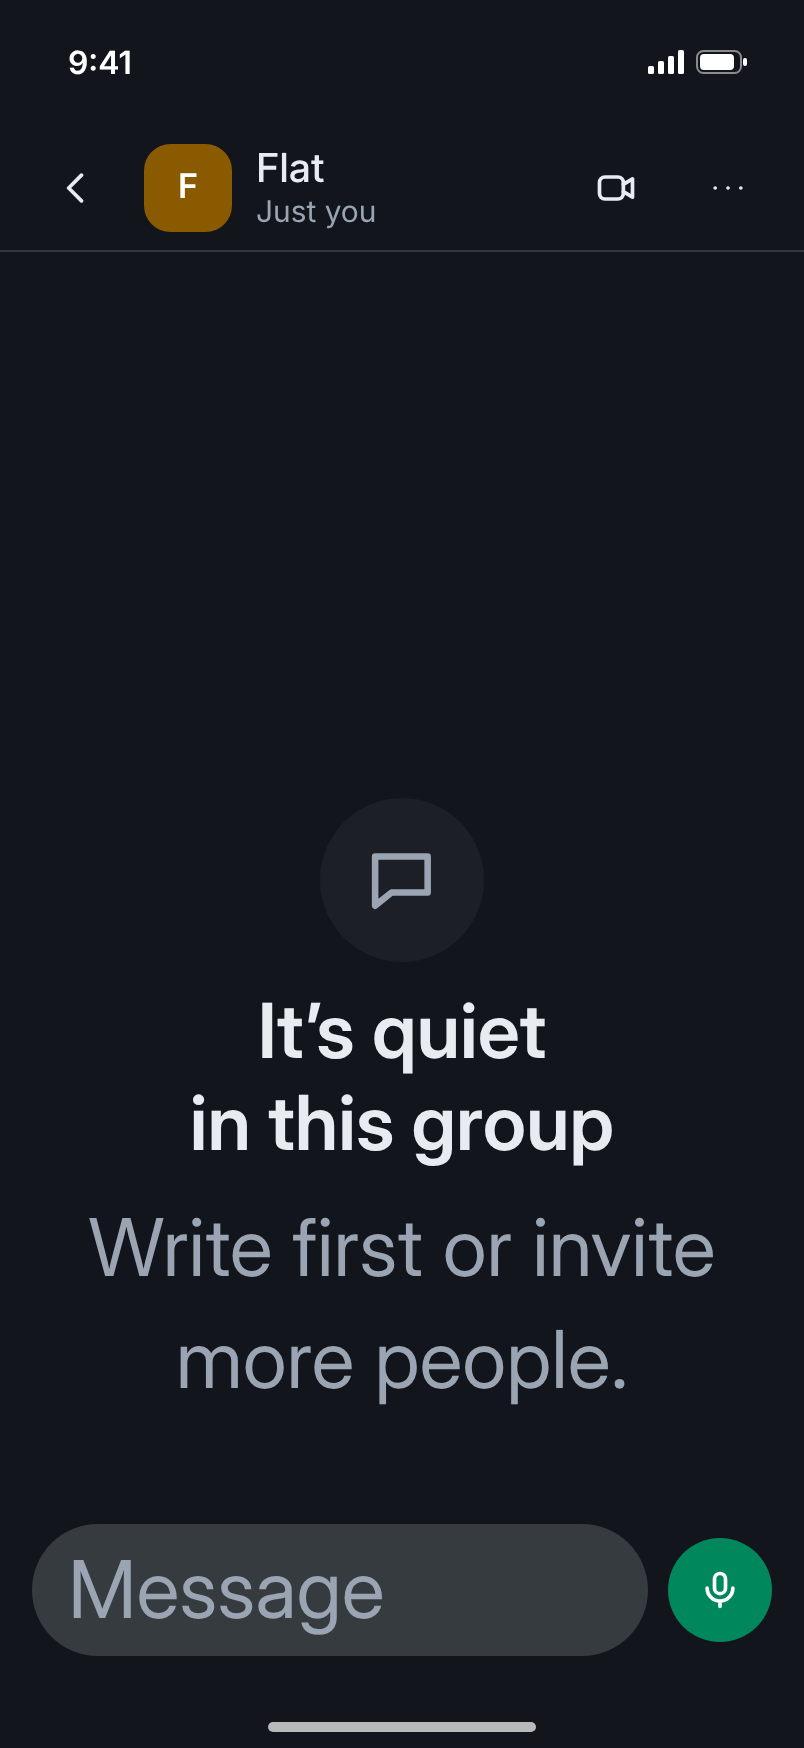 9:41
F
Flat
Just you
It’s quiet
in this group
Write first or invite
more people.
Message